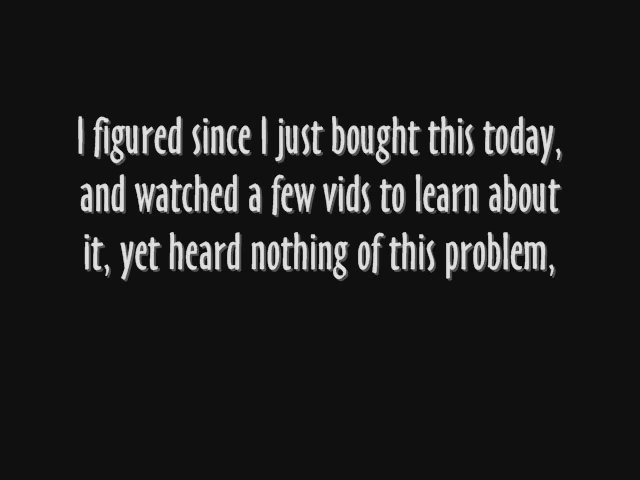 I figured since I just bought this today,
and watched a few vids to learn about
it, yet heard nothing of this problem,